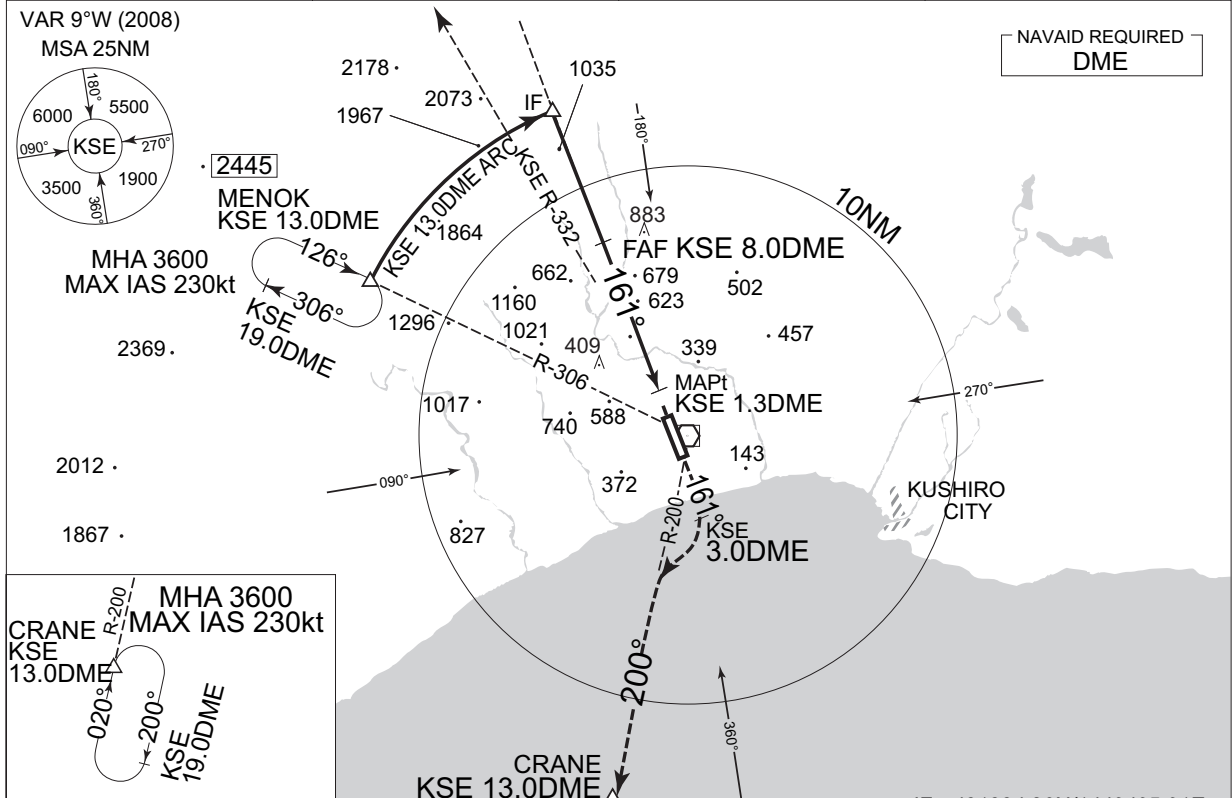 VAR 9°W (2008)
MSA 25NM
180°
6000
5500
090°
KSE
270°
3500
1900
360°
NAVAID REQUIRED
DME
2178
2073
1967
IF
1035
2445
MENOK
KSE 13.0DME
126°
306°
MHA 3600
MAX IAS 230kt
KSE
19.0DME
KSE 13.0DME ARC
KSE R-332
1864
180°
883
10NM
FAF KSE 8.0DME
161°
662
679
623
502
1160
1296
1021
409
457
339
2369
R-306
MAPt
KSE 1.3DME
270°
1017
740
588
143
2012
090°
372
161°
KUSHIRO
CITY
1867
827
R-200
KSE
3.0DME
200°
360°
CRANE
KSE 13.0DME
MHA 3600
MAX IAS 230kt
R-200
CRANE
KSE
13.0DME
020°
200°
KSE
19.0DME